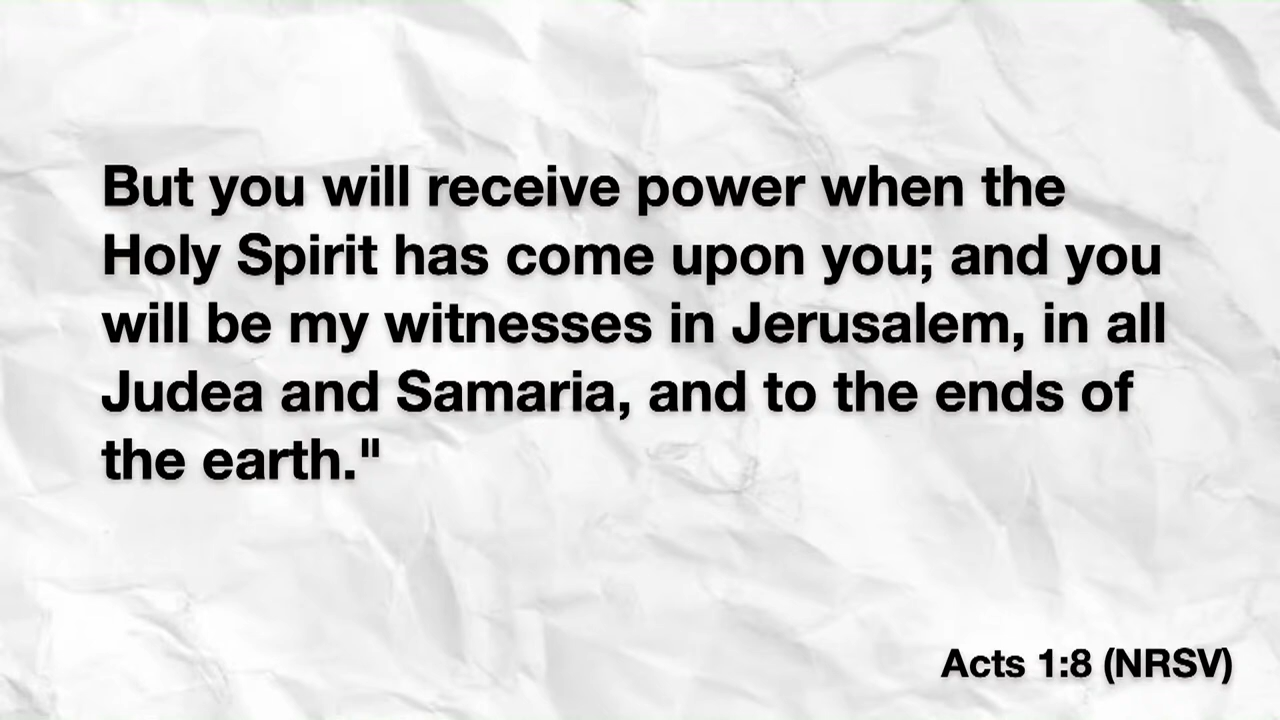 But you will receive power when the
Holy Spirit has come upon you; and you
will be my witnesses in Jerusalem, in all
Judea and Samaria, and to the ends of
the earth."
Acts 1:8 (NRSV)